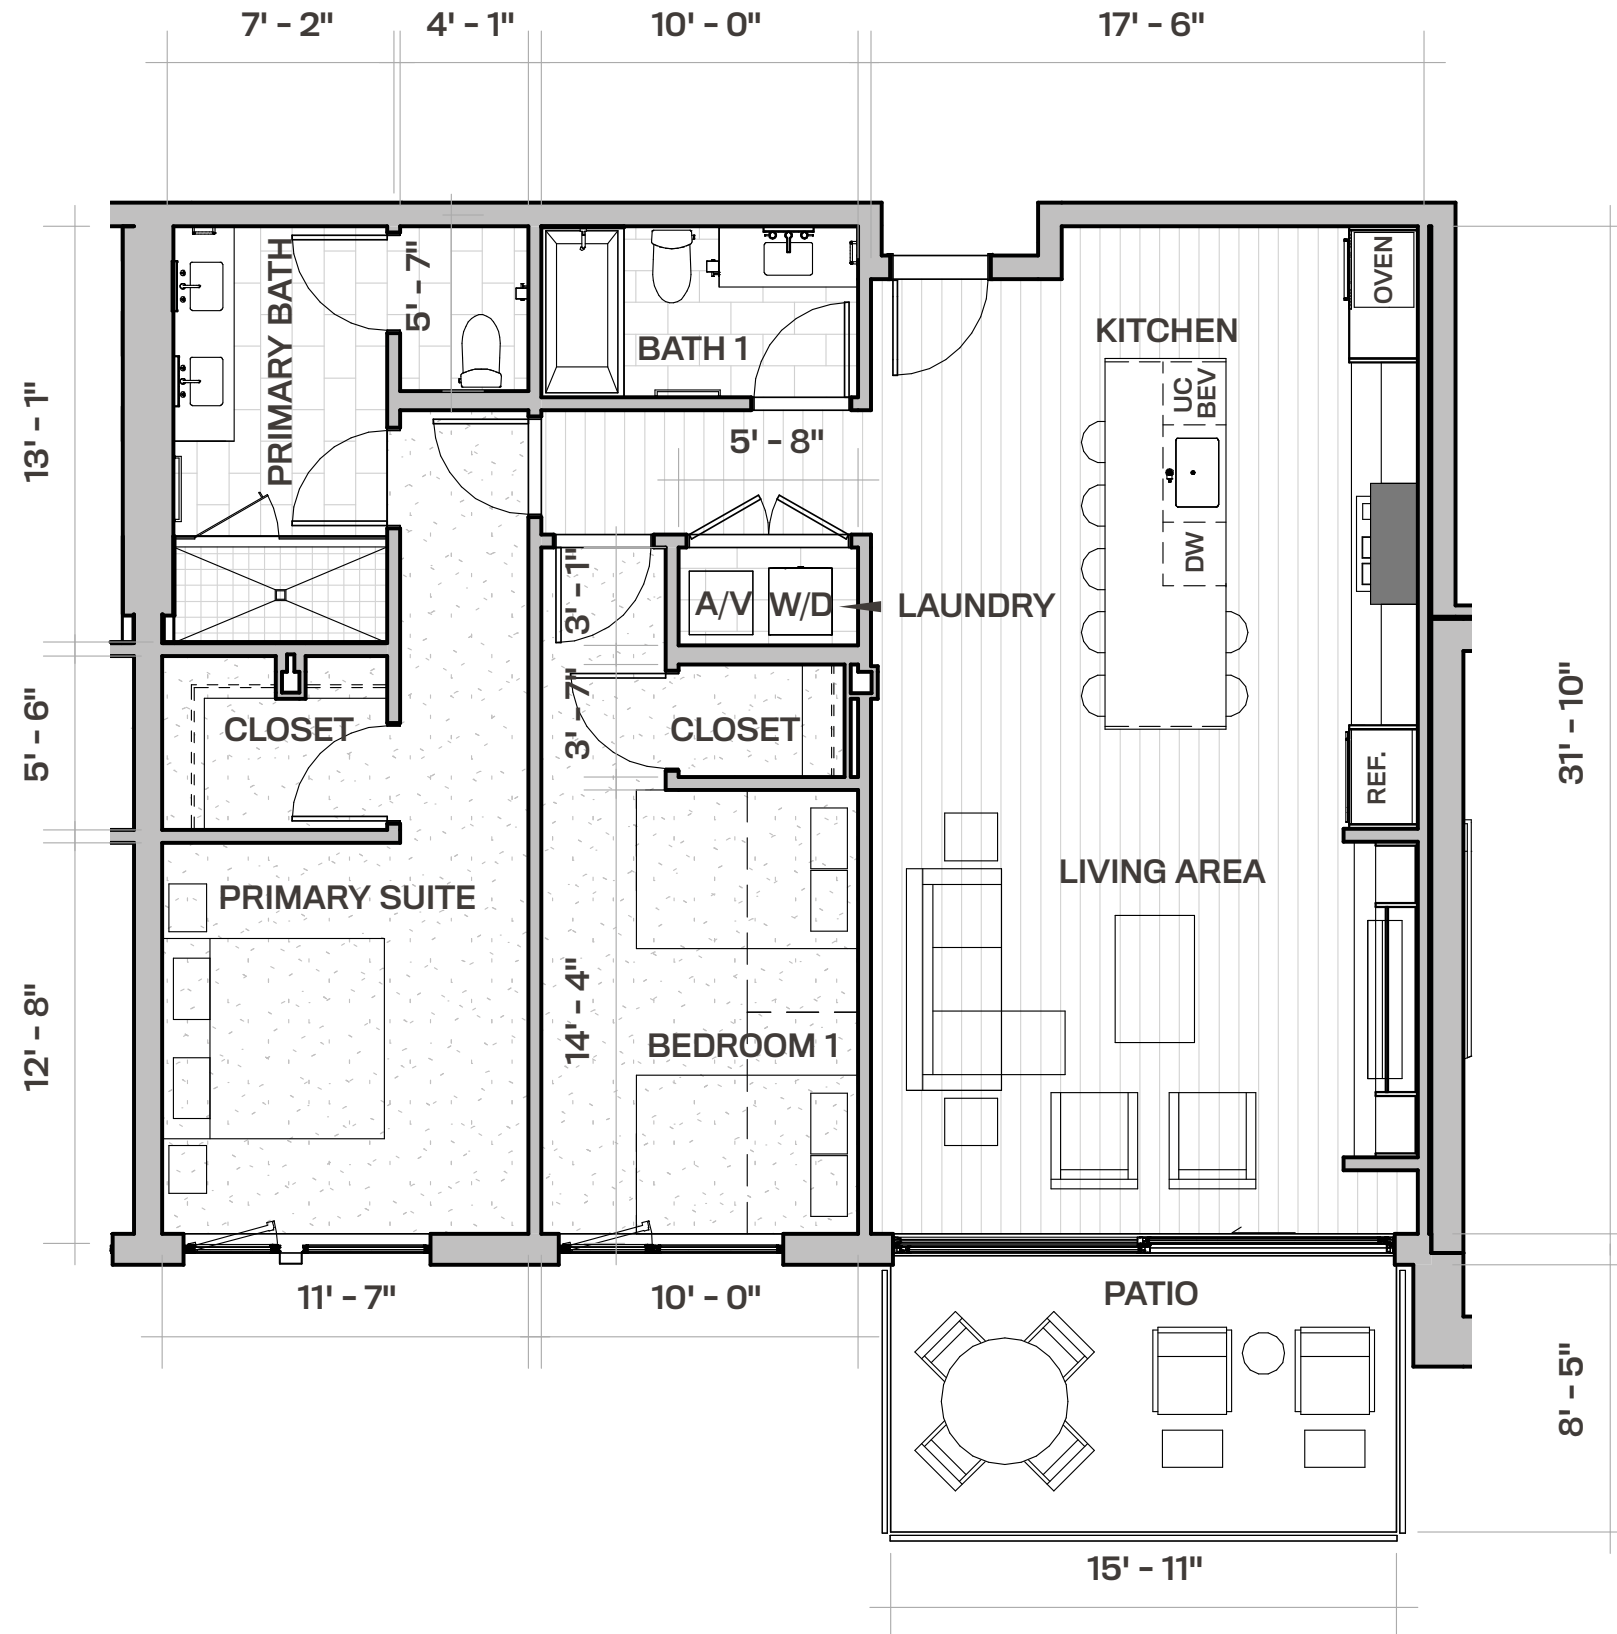 7' - 2"
4' - 1"
10' - 0"
17' - 6"
PRIMARY BATH
5' - 7"
BATH 1
KITCHEN
OVEN
UC
BEV
13' - 1"
5' - 8"
DW
3' - 1"
A/V
W/D
LAUNDRY
5' - 6"
CLOSET
3' - 7"
CLOSET
REF.
31' - 10"
PRIMARY SUITE
LIVING AREA
12' - 8"
14' - 4"
BEDROOM 1
11' - 7"
10' - 0"
PATIO
8' - 5"
15' - 11"